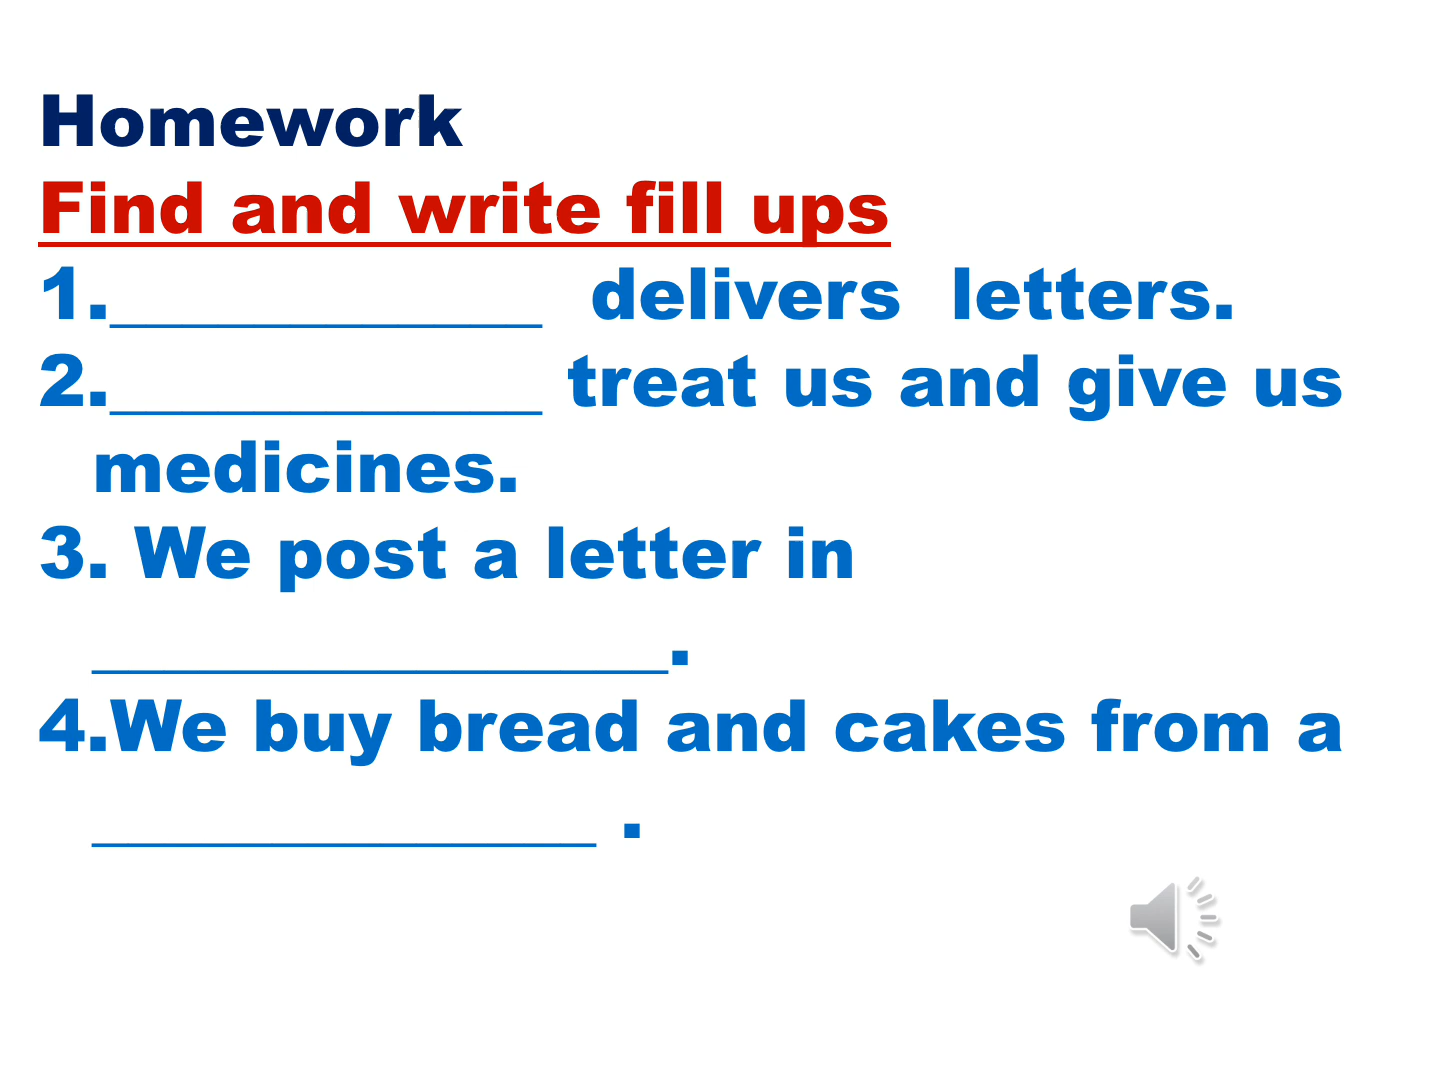 Homework
Find and write fill ups
1.____________ delivers letters.
2.____________ treat us and give us
medicines.
3. We post a letter in
________________.
4.We buy bread and cakes from a
______________ .